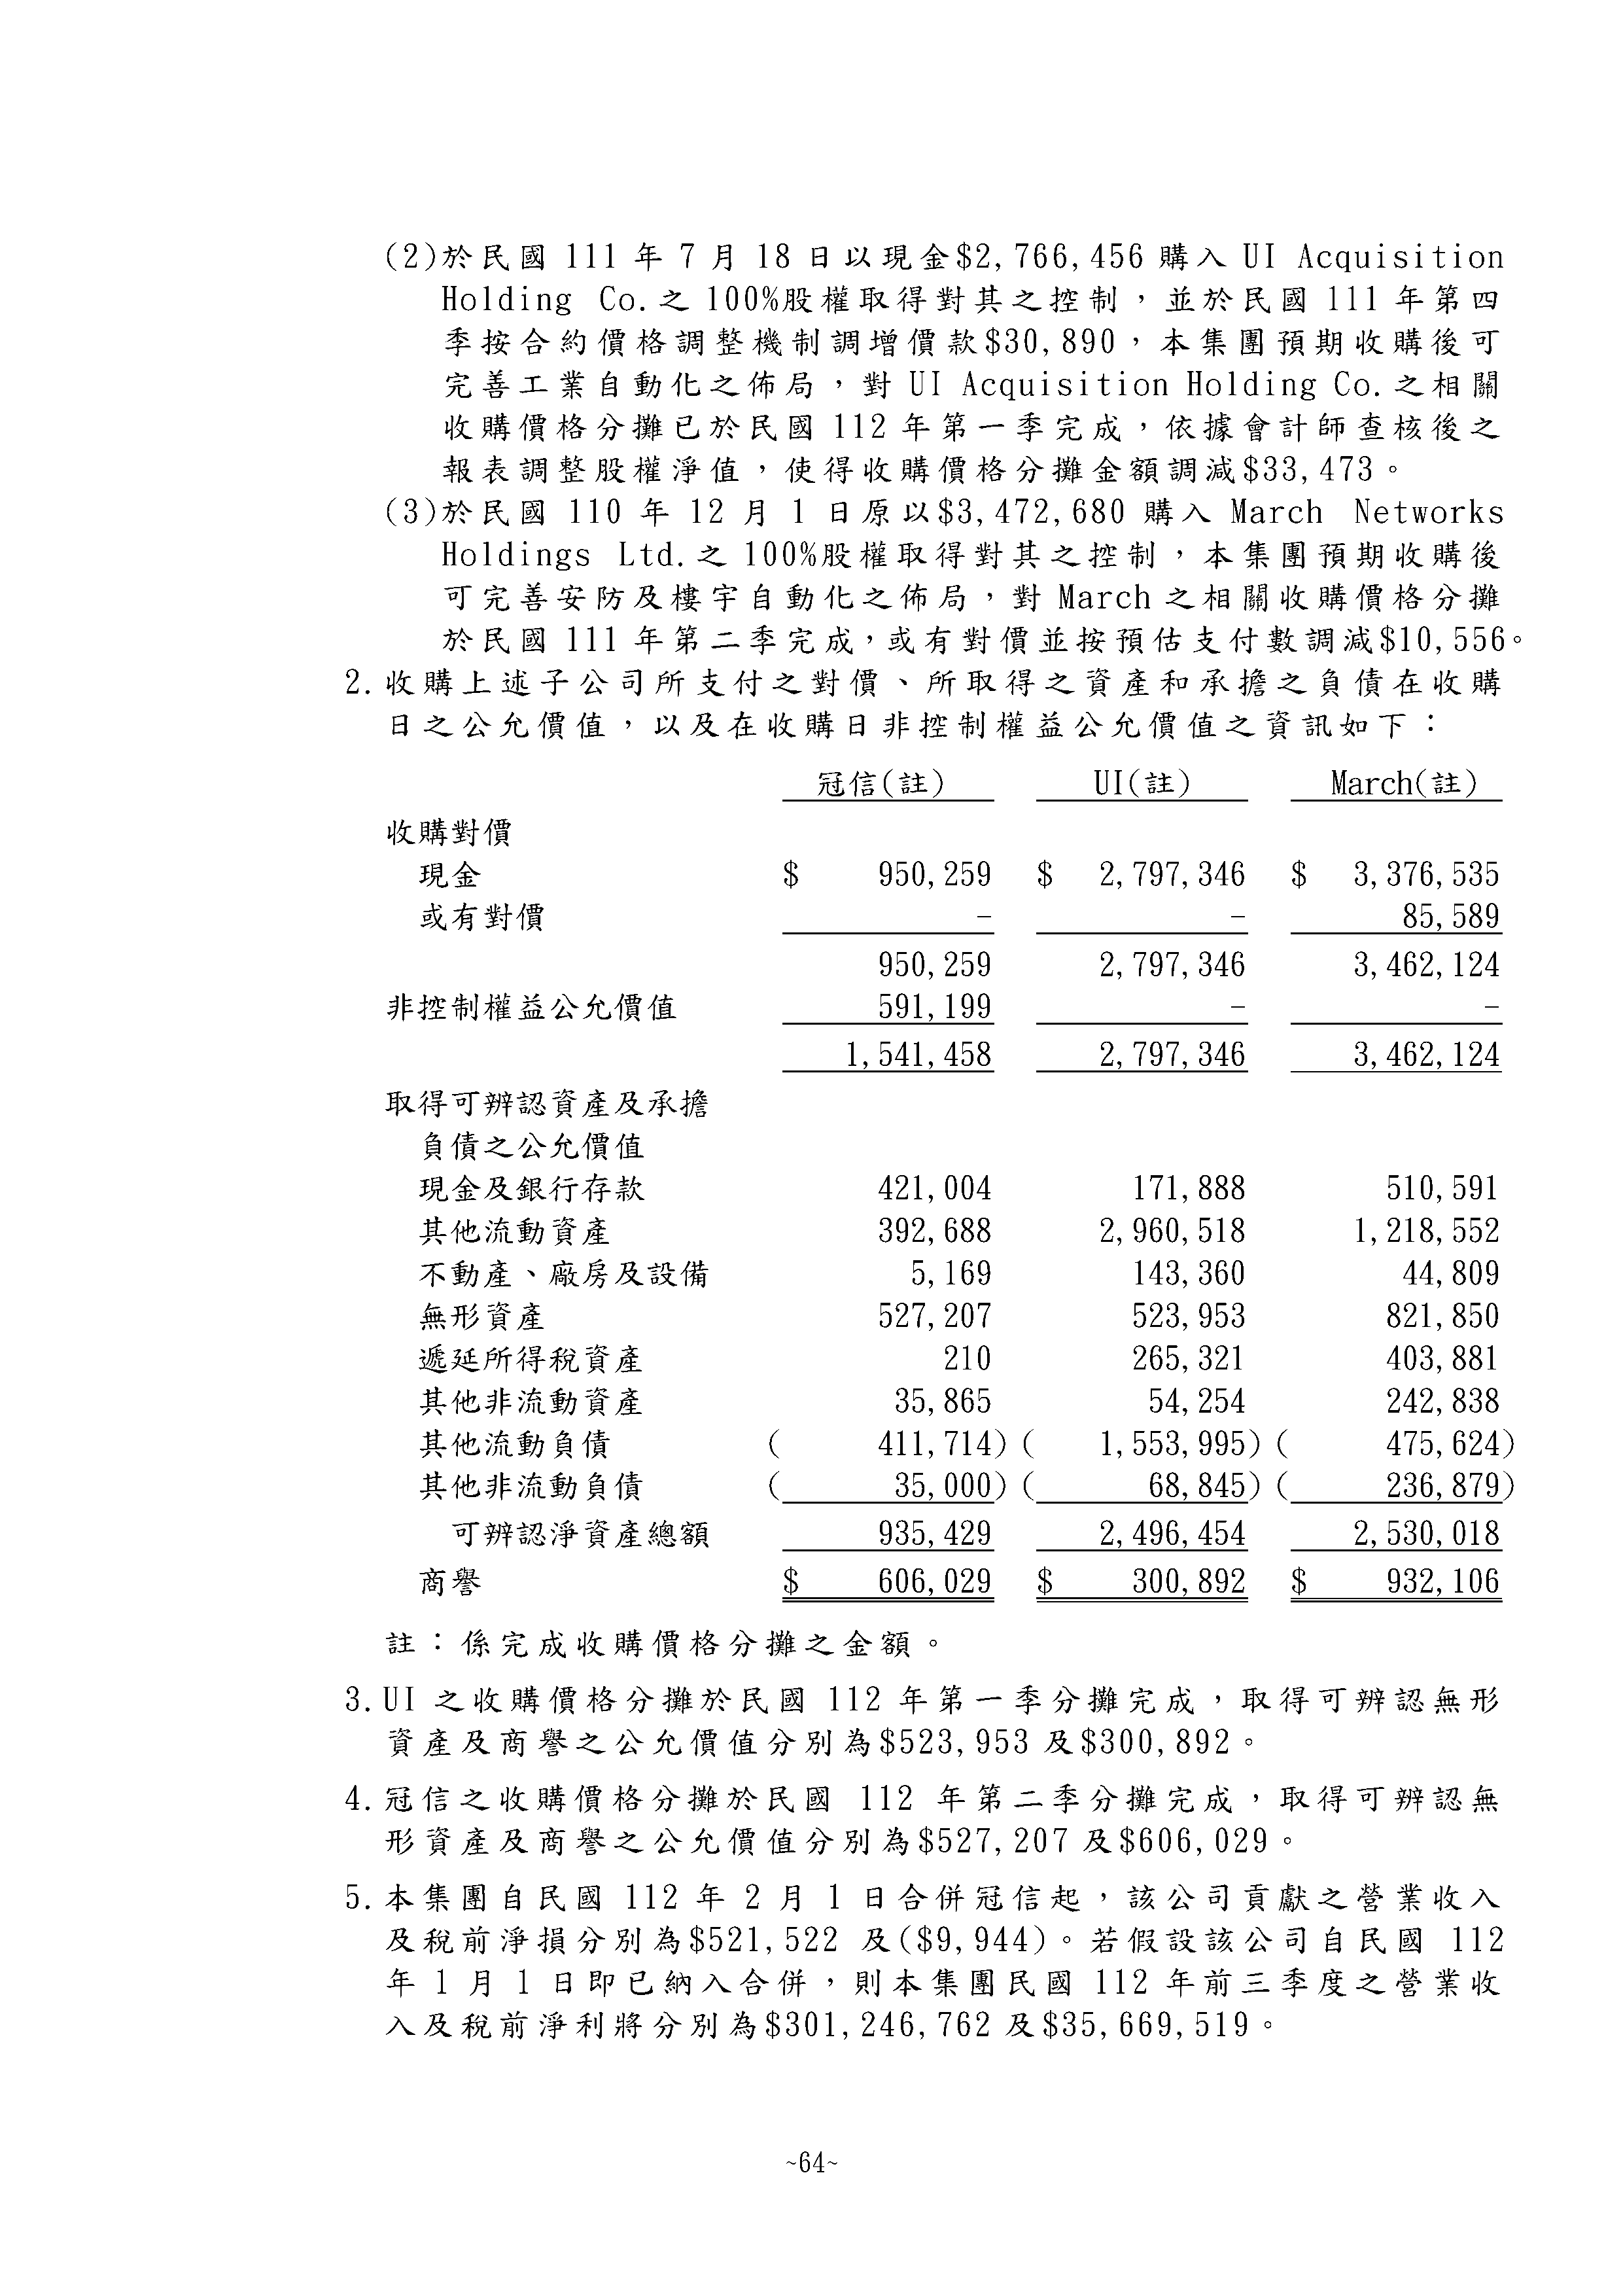 (2)於民國 111 年 7 月 18 日以現金$2,766,456 購入 UI Acquisition
Holding Co.之 100%股權取得對其之控制，並於民國 111 年第四
季按合約價格調整機制調增價款$30,890，本集團預期收購後可
完善工業自動化之佈局，對 UI Acquisition Holding Co.之相關
收購價格分攤已於民國 112 年第一季完成，依據會計師查核後之
報表調整股權淨值，使得收購價格分攤金額調減$33,473。
(3)於民國 110 年 12 月 1 日原以$3,472,680 購入 March Networks
Holdings Ltd.之 100%股權取得對其之控制，本集團預期收購後
可完善安防及樓宇自動化之佈局，對 March 之相關收購價格分攤
於民國 111 年第二季完成，或有對價並按預估支付數調減$10,556。
2.收購上述子公司所支付之對價、所取得之資產和承擔之負債在收購
日之公允價值，以及在收購日非控制權益公允價值之資訊如下：
冠信(註) UI(註) March(註)
收購對價
現金 $ 950,259 $ 2,797,346 $ 3,376,535
或有對價 - - 85,589
950,259 2,797,346 3,462,124
非控制權益公允價值 591,199 - -
1,541,458 2,797,346 3,462,124
取得可辨認資產及承擔
負債之公允價值
現金及銀行存款 421,004 171,888 510,591
其他流動資產 392,688 2,960,518 1,218,552
不動產、廠房及設備 5,169 143,360 44,809
無形資產 527,207 523,953 821,850
遞延所得稅資產 210 265,321 403,881
其他非流動資產 35,865 54,254 242,838
其他流動負債 ( 411,714) ( 1,553,995) ( 475,624)
其他非流動負債 ( 35,000) ( 68,845) ( 236,879)
可辨認淨資產總額 935,429 2,496,454 2,530,018
商譽 $ 606,029 $ 300,892 $ 932,106
註：係完成收購價格分攤之金額。
3.UI 之收購價格分攤於民國 112 年第一季分攤完成，取得可辨認無形
資產及商譽之公允價值分別為$523,953 及$300,892。
4.冠信之收購價格分攤於民國 112 年第二季分攤完成，取得可辨認無
形資產及商譽之公允價值分別為$527,207 及$606,029。
5.本集團自民國 112 年 2 月 1 日合併冠信起，該公司貢獻之營業收入
及稅前淨損分別為$521,522 及($9,944)。若假設該公司自民國 112
年 1 月 1 日即已納入合併，則本集團民國 112 年前三季度之營業收
入及稅前淨利將分別為$301,246,762 及$35,669,519。
~64~